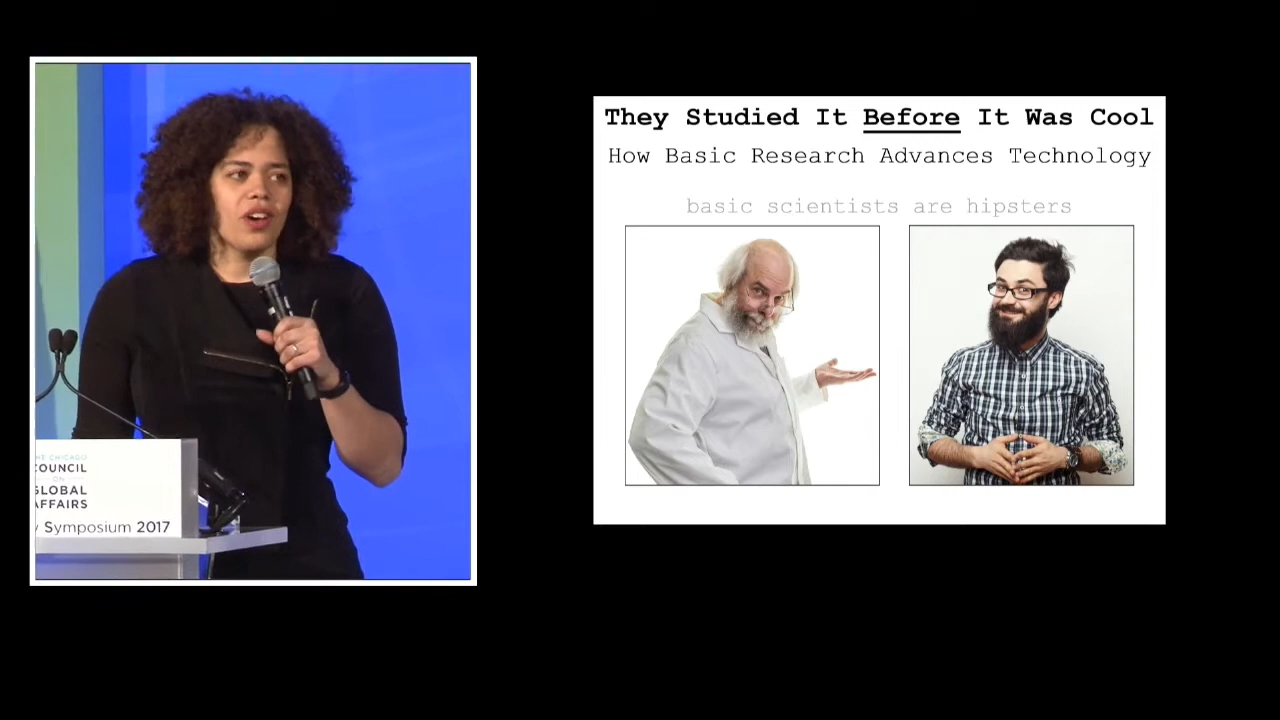 COUNCIL
ON
GLOBAL
AFFAIRS
Symposium 2017
They Studied It Before It Was Cool
How Basic Research Advances Technology
basic scientists are hipsters